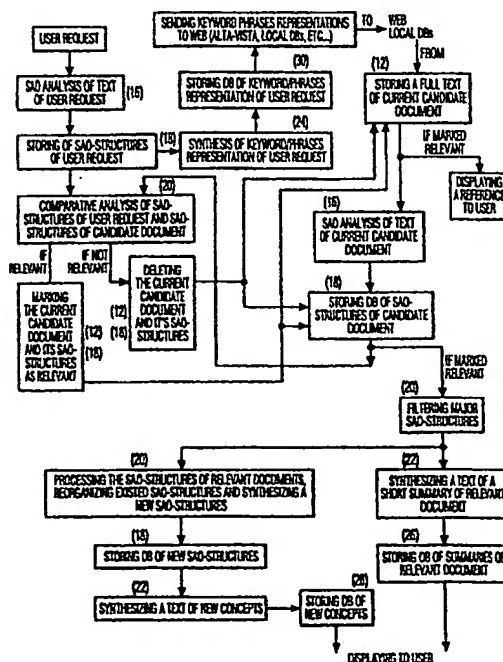 USER REQUEST
SAO ANALYSIS OF TEXT
OF USER REQUEST
(16)
STORING OF SAO-STRUCTURES
OF USER REQUEST
(18)
SENDING KEYWORD PHRASES REPRESENTATIONS
TO WEB (ALTA-VISTA, LOCAL DBs, ETC...)
TO
WEB
LOCAL DBs
FROM
(30)
STORING DB OF KEYWORD/PHRASES
REPRESENTATION OF USER REQUEST
(24)
SYNTHESIS OF KEYWORD/PHRASES
REPRESENTATION OF USER REQUEST
(12)
STORING A FULL TEXT
OF CURRENT CANDIDATE
DOCUMENT
IF MARKED
RELEVANT
DISPLAYING
A REFERENCE
TO USER
(20)
COMPARATIVE ANALYSIS OF SAO-
STRUCTURES OF USER REQUEST AND SAO-
STRUCTURES OF CANDIDATE DOCUMENT
IF
RELEVANT
IF NOT
RELEVANT
MARKING
THE CURRENT
CANDIDATE
DOCUMENT
AND ITS SAO-
STRUCTURES
AS RELEVANT
(12)
(18)
DELETING
THE CURRENT
CANDIDATE
DOCUMENT
AND IT'S SAO-
STRUCTURES
(12)
(18)
(16)
SAO ANALYSIS OF TEXT
OF CURRENT CANDIDATE
DOCUMENT
(18)
STORING DB OF SAO-
STRUCTURES OF CANDIDATE
DOCUMENT
IF MARKED
RELEVANT
(20)
FILTERING MAJOR
SAO-STRUCTURES
(20)
PROCESSING THE SAO-STRUCTURES OF RELEVANT DOCUMENTS,
REORGANIZING EXISTED SAO-STRUCTURES AND SYNTHESIZING A
NEW SAO-STRUCTURES
(18)
STORING DB OF NEW SAO-STRUCTURES
(22)
SYNTHESIZING A TEXT OF NEW CONCEPTS
(28)
STORING DB
OF NEW
CONCEPTS
(22)
SYNTHESIZING A TEXT OF A
SHORT SUMMARY OF RELEVANT
DOCUMENT
(26)
STORING DB OF SUMMARIES OF
RELEVANT DOCUMENT
DISPLAYING TO USER